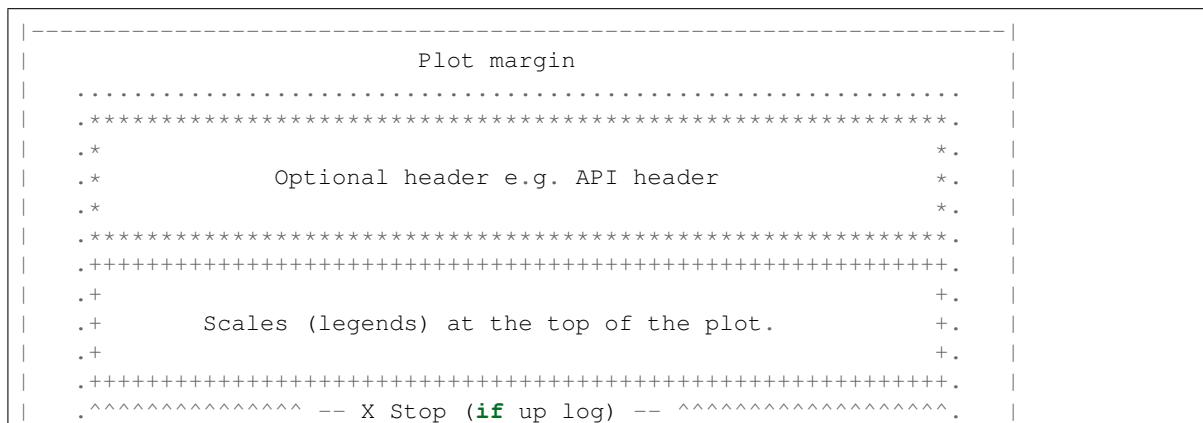 |--------------------------------------------------------------------|
|                           Plot margin                              |
|   ..............................................................   |
|   .************************************************************.   |
|   .*                                                          *.   |
|   .*            Optional header e.g. API header               *.   |
|   .*                                                          *.   |
|   .************************************************************.   |
|   .++++++++++++++++++++++++++++++++++++++++++++++++++++++++++++.   |
|   .+                                                          +.   |
|   .+       Scales (legends) at the top of the plot.           +.   |
|   .+                                                          +.   |
|   .++++++++++++++++++++++++++++++++++++++++++++++++++++++++++++.   |
|   .^^^^^^^^^^^^^^^ -- X Stop (if up log) -- ^^^^^^^^^^^^^^^^^^^.   |